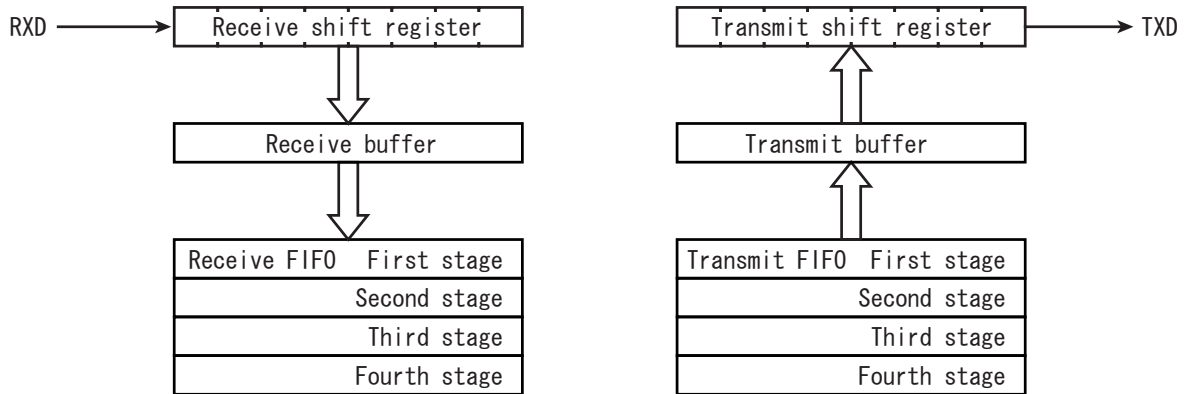 RXD
Receive shift register
Receive buffer
Receive FIFO First stage
Second stage
Third stage
Fourth stage
Transmit shift register
TXD
Transmit buffer
Transmit FIFO First stage
Second stage
Third stage
Fourth stage